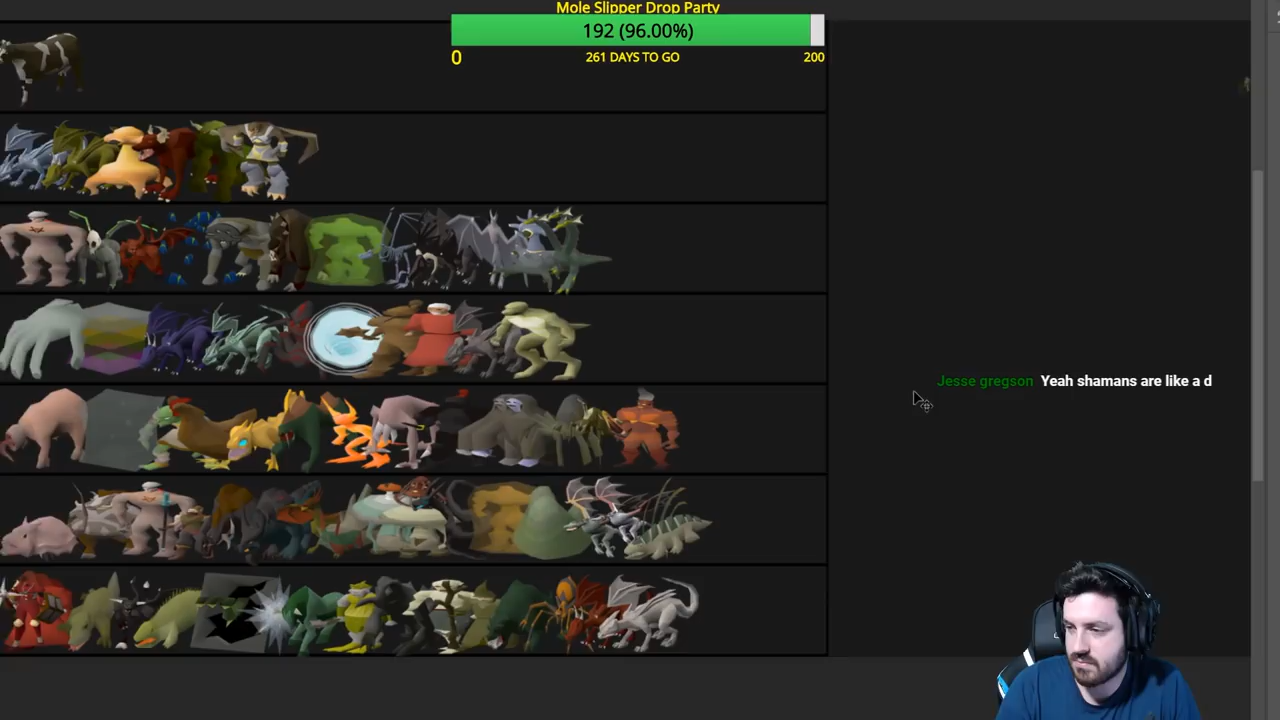 Mole Slipper Drop Party
192 (96.00%)
0 261 DAYS TO GO 200
Jesse gregson Yeah shamans are like a d